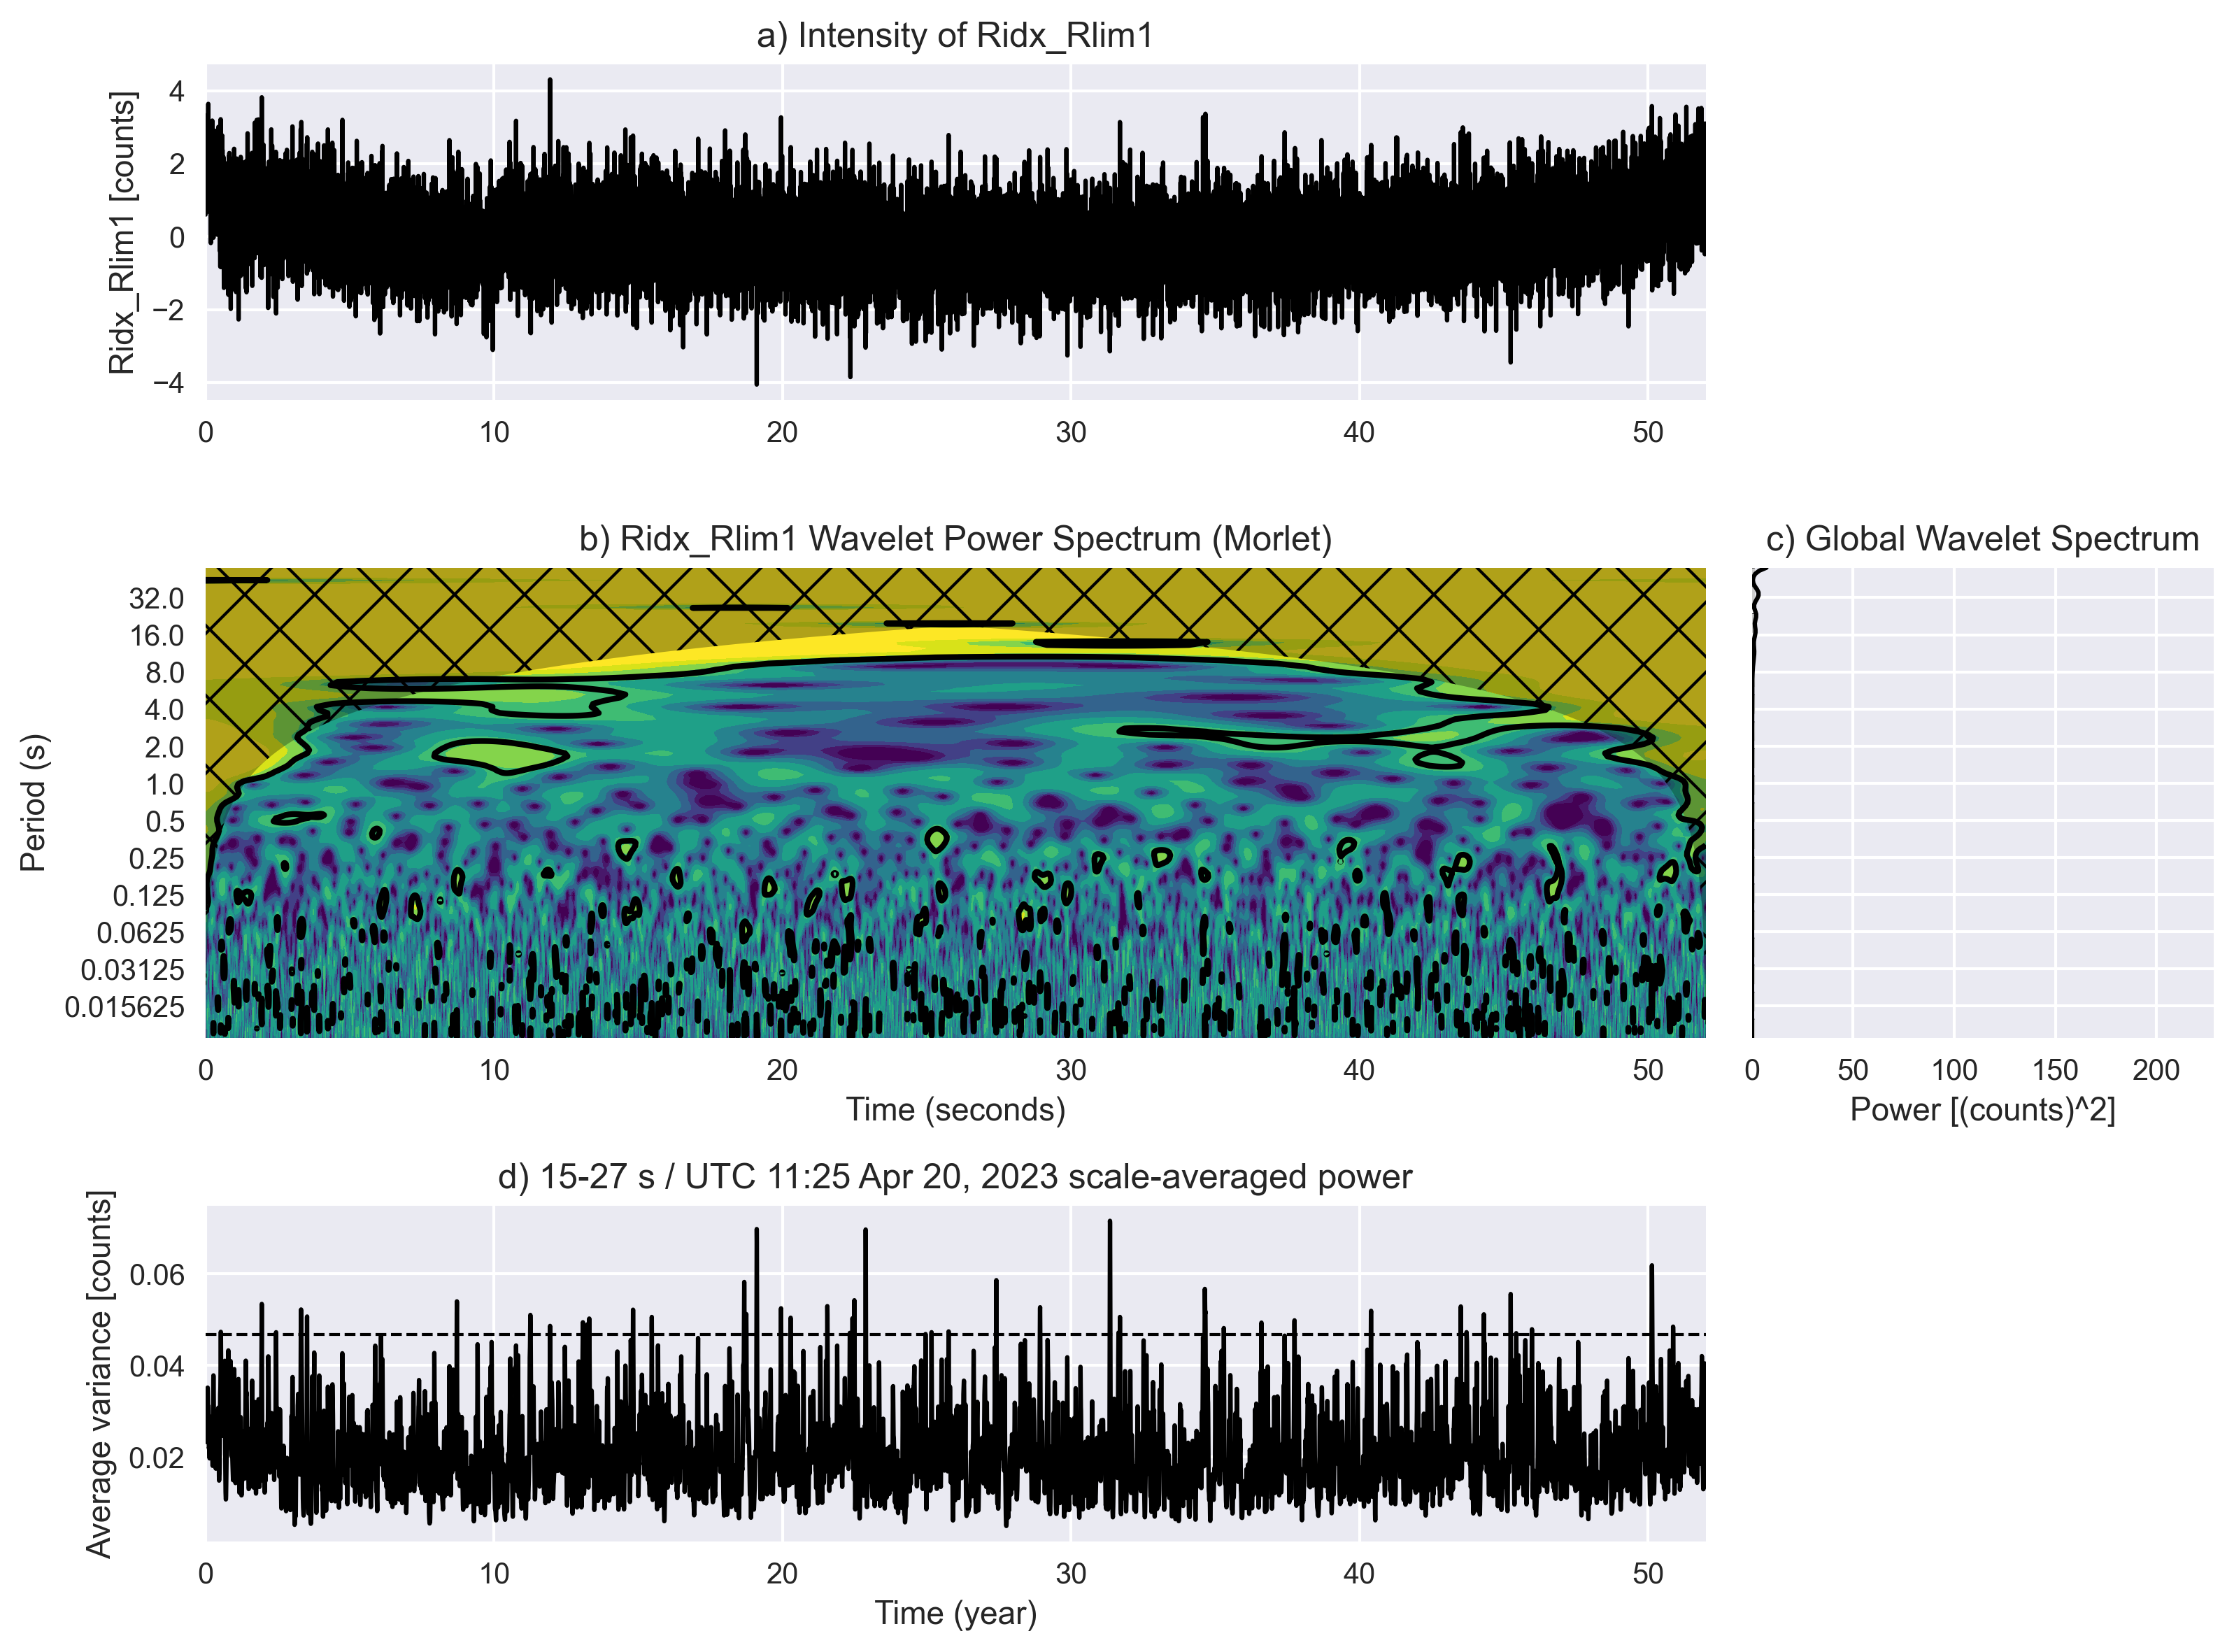 a) Intensity of Ridx_Rlim1
Ridx_Rlim1 [counts]
4
2
0
−2
−4
0 10 20 30 40 50
b) Ridx_Rlim1 Wavelet Power Spectrum (Morlet)
Period (s)
32.0
16.0
8.0
4.0
2.0
1.0
0.5
0.25
0.125
0.0625
0.03125
0.015625
0 10 20 30 40 50
Time (seconds)
c) Global Wavelet Spectrum
0 50 100 150 200
Power [(counts)^2]
d) 15-27 s / UTC 11:25 Apr 20, 2023 scale-averaged power
Average variance [counts]
0.06
0.04
0.02
0 10 20 30 40 50
Time (year)